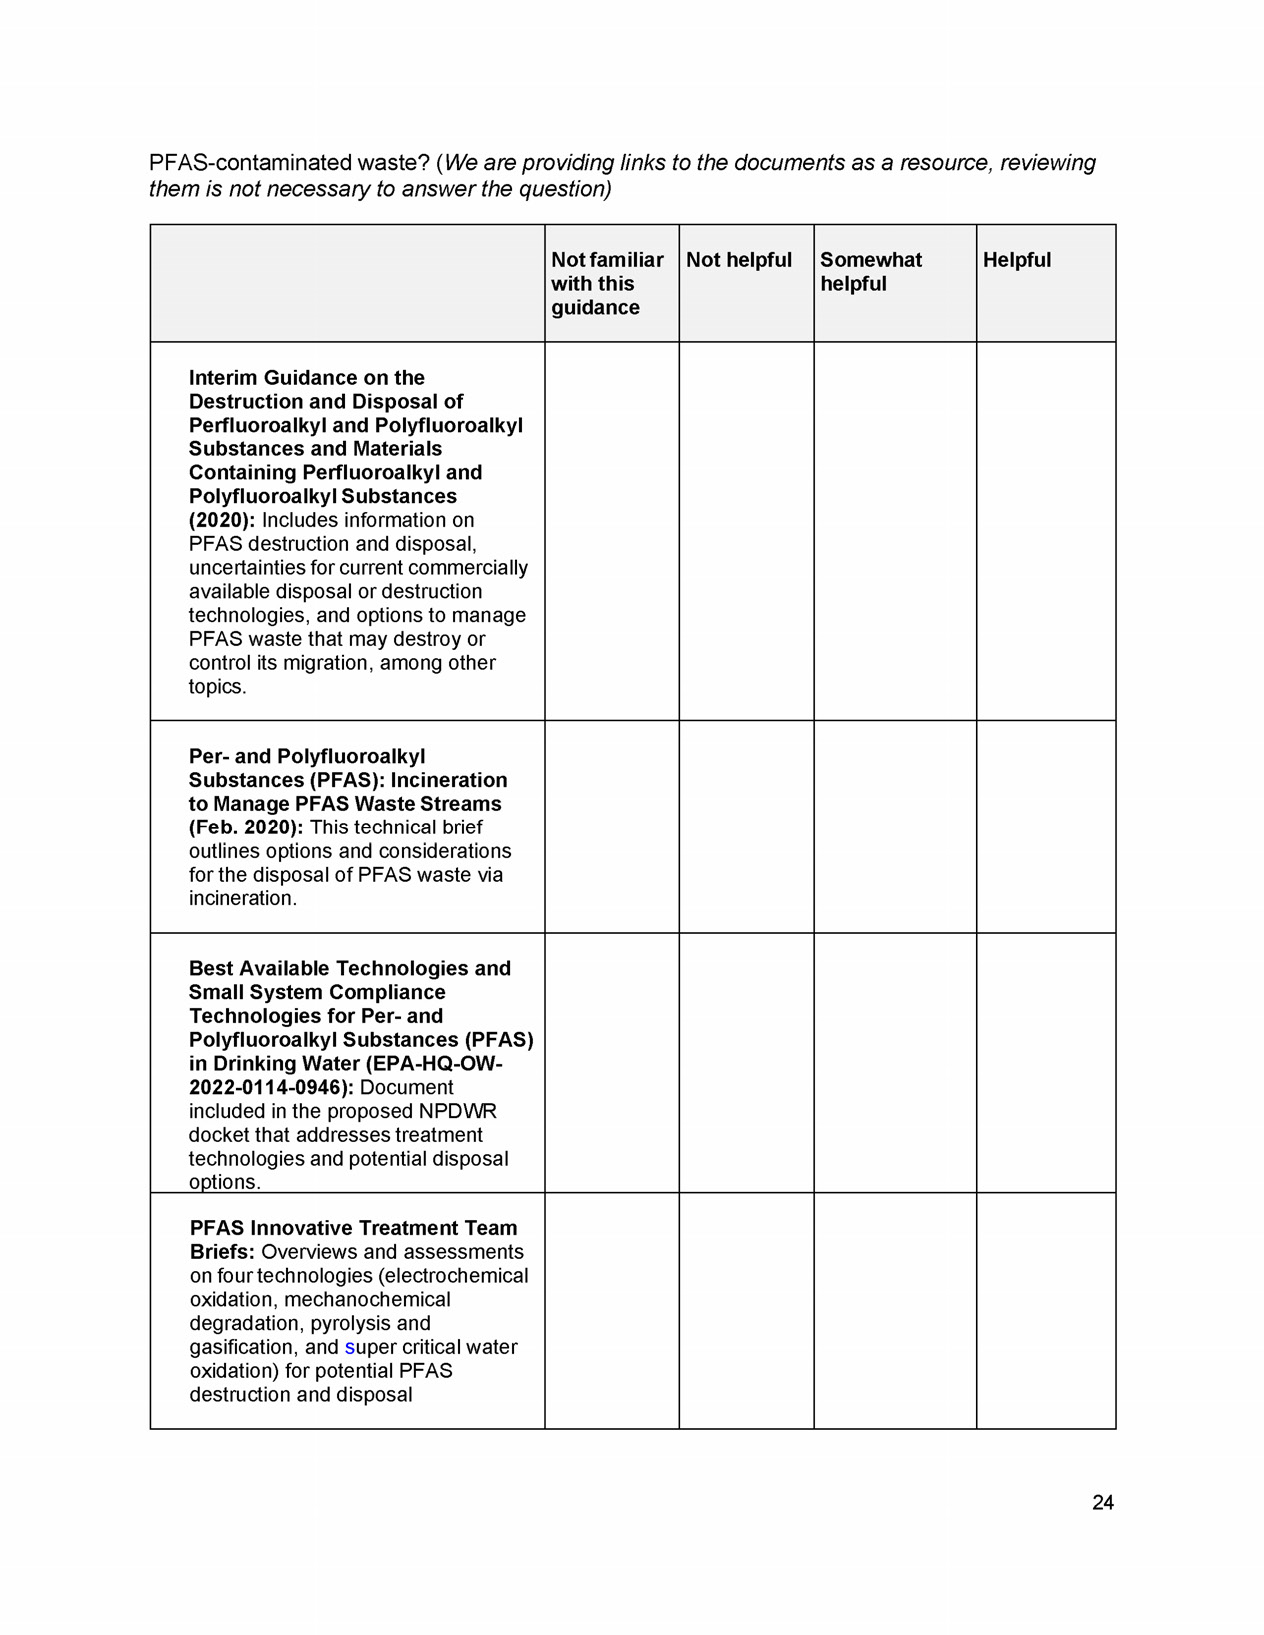 PFAS-contaminated waste? (We are providing links to the documents as a resource, reviewing
them is not necessary to answer the question)
Not familiar
with this
guidance
Not helpful
Somewhat
helpful
Helpful
Interim Guidance on the
Destruction and Disposal of
Perfluoroalkyl and Polyfluoroalkyl
Substances and Materials
Containing Perfluoroalkyl and
Polyfluoroalkyl Substances
(2020): Includes information on
PFAS destruction and disposal,
uncertainties for current commercially
available disposal or destruction
technologies, and options to manage
PFAS waste that may destroy or
control its migration, among other
topics.
Per- and Polyfluoroalkyl
Substances (PFAS): Incineration
to Manage PFAS Waste Streams
(Feb. 2020): This technical brief
outlines options and considerations
for the disposal of PFAS waste via
incineration.
Best Available Technologies and
Small System Compliance
Technologies for Per- and
Polyfluoroalkyl Substances (PFAS)
in Drinking Water (EPA-HQ-OW-
2022-0114-0946): Document
included in the proposed NPDWR
docket that addresses treatment
technologies and potential disposal
options.
PFAS Innovative Treatment Team
Briefs: Overviews and assessments
on four technologies (electrochemical
oxidation, mechanochemical
degradation, pyrolysis and
gasification, and super critical water
oxidation) for potential PFAS
destruction and disposal
24